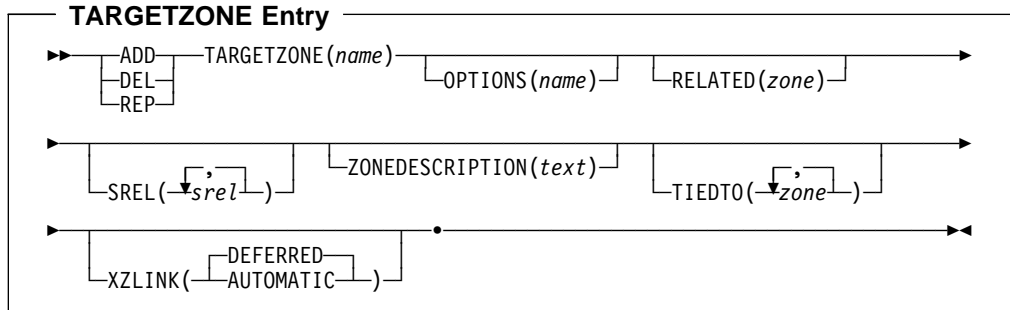 TARGETZONE Entry
ADD TARGETZONE(name) OPTIONS(name) RELATED(zone)
DEL
REP
SREL( , srel ) ZONEDESCRIPTION(text) TIEDTO( , zone )
XZLINK( DEFERRED AUTOMATIC ) •